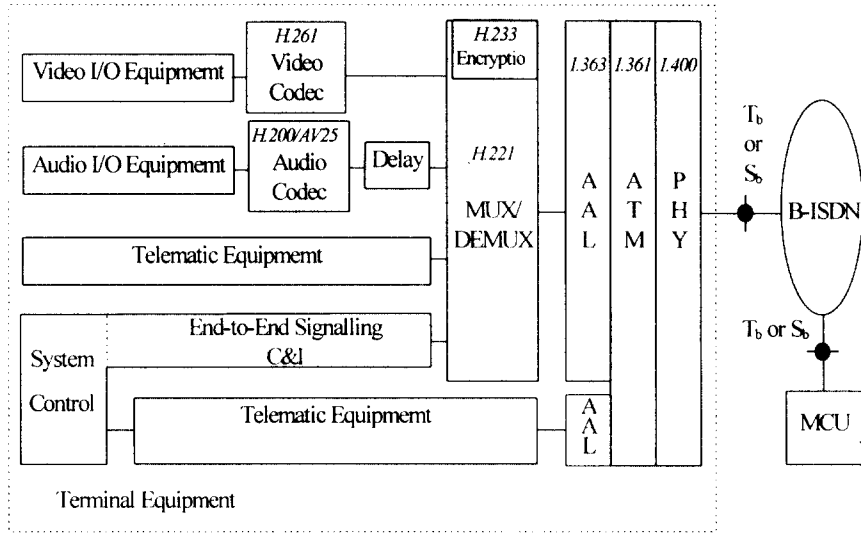 H.261
Video
Codec
Video I/O Equipmemt
H.233
Encryptio
I.363
I.361
I.400
H.200/AV25
Audio
Codec
Audio I/O Equipmemt
Delay
H.221
MUX/
DEMUX
A
A
L
A
T
M
P
H
Y
Tb
or
Sb
B-ISDN
Telematic Equipmemt
End-to-End Signalling
C&I
System
Control
Telematic Equipmemt
A
A
L
Tb or Sb
MCU
Terminal Equipment